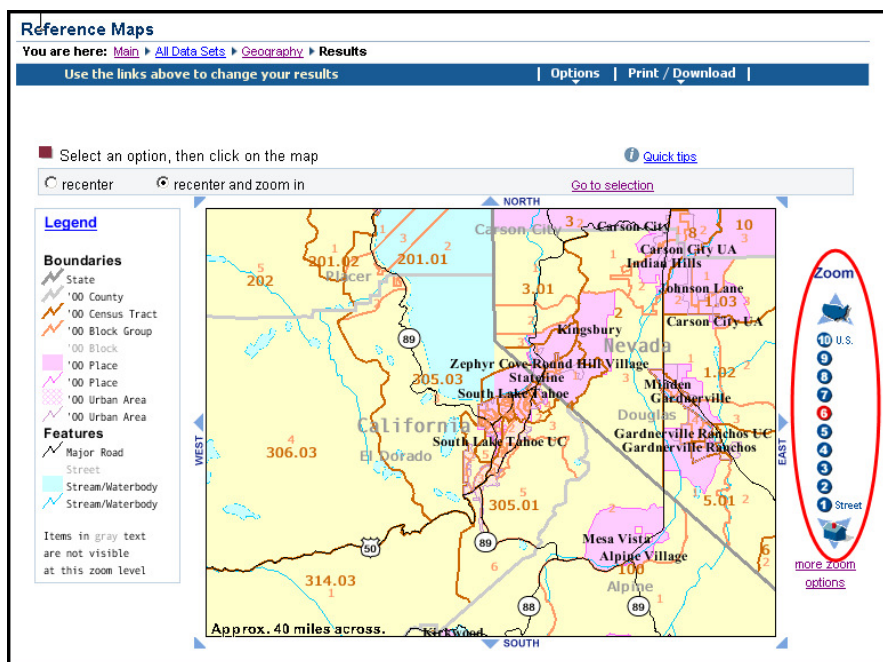 Reference Maps
You are here: Main All Data Sets Geography Results
Use the links above to change your results | Options | Print / Download |
Select an option, then click on the map
Quick tips
recenter
recenter and zoom in
Go to selection
Legend
Boundaries
State
'00 County
'00 Census Tract
'00 Block Group
'00 Block
'00 Place
'00 Place
'00 Urban Area
'00 Urban Area
Features
Major Road
Street
Stream/Waterbody
Stream/Waterbody
Items in gray text
are not visible
at this zoom level
NORTH
WEST
EAST
SOUTH
Carson City
3
Carson City
8
10
Carson City UA
Indian Hills
201.02
201.01
Placer
202
3.01
Johnson Lane
1.03
Carson City UA
2
Kingsbury
89
Nevada
Zephyr Cove-Round Hill Village
305.03
Stateline
1.02
South Lake Tahoe
Minden
Gardnerville
Douglas
California
South Lake Tahoe UC
Gardnerville Ranchos UC
Gardnerville Ranchos
306.03
El Dorado
305.01
5.01
50
89
Mesa Vista
Alpine Village
100
6
Alpine
314.03
88
89
Approx. 40 miles across.
Kirkwood
Zoom
10 U.S.
9
8
7
6
5
4
3
2
1 Street
more zoom
options